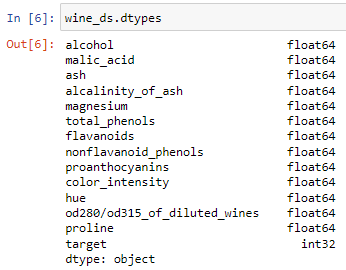 In [6]: wine_ds.dtypes
Out[6]: alcohol float64
malic_acid float64
ash float64
alcalinity_of_ash float64
magnesium float64
total_phenols float64
flavanoids float64
nonflavanoid_phenols float64
proanthocyanins float64
color_intensity float64
hue float64
od280/od315_of_diluted_wines float64
proline float64
target int32
dtype: object